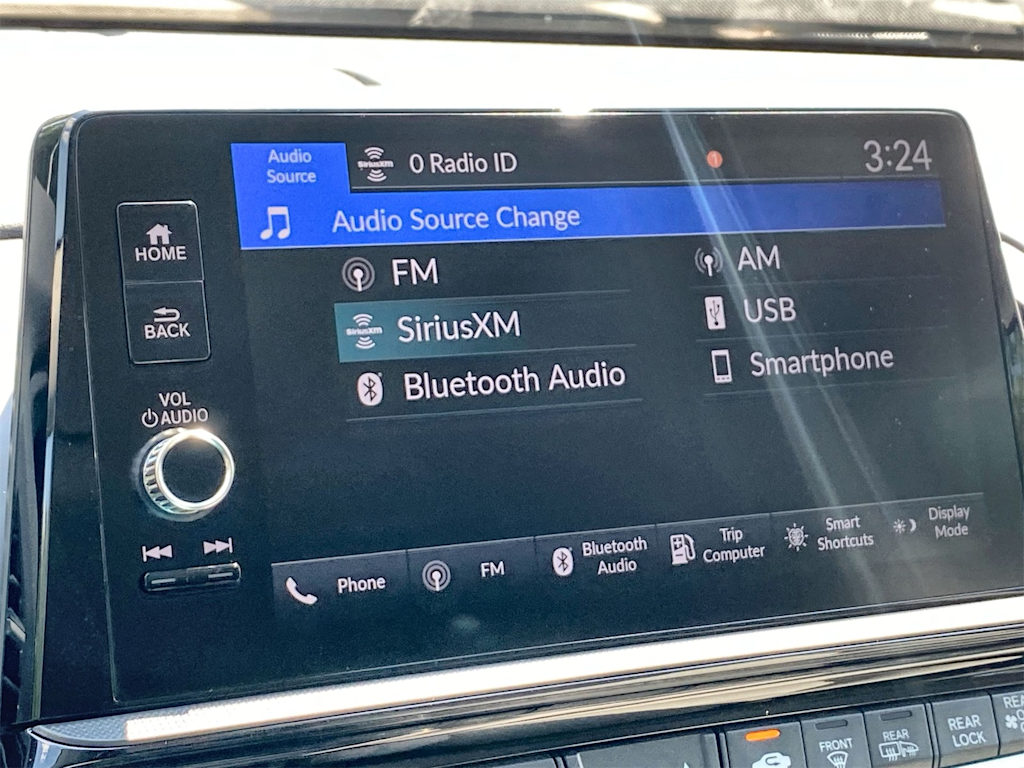 Audio
Source
SiriusXM
0 Radio ID
3:24
HOME
Audio Source Change
FM
AM
BACK
SiriusXM
SiriusXM
USB
Bluetooth Audio
Smartphone
VOL
AUDIO
Phone
FM
Bluetooth
Audio
Trip
Computer
Smart
Shortcuts
Display
Mode
FRONT
REAR
REAR
LOCK